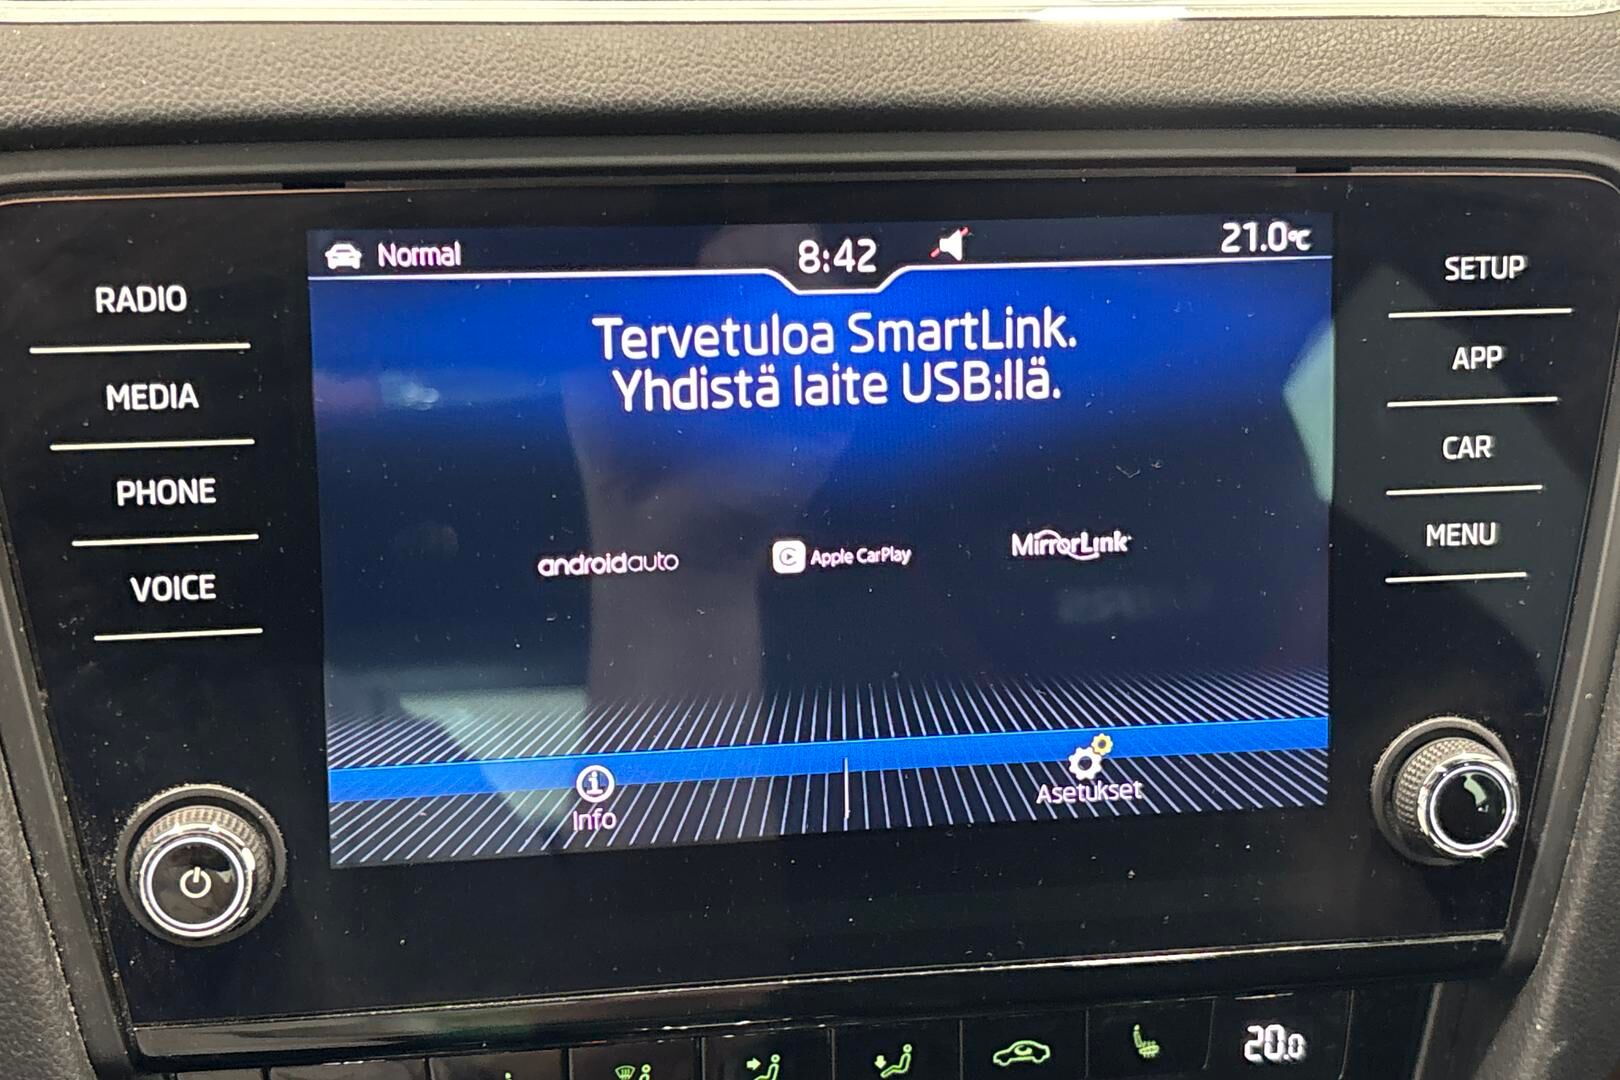 Normal
8:42
21.0°C
RADIO
MEDIA
PHONE
VOICE
SETUP
APP
CAR
MENU
Tervetuloa SmartLink.
Yhdistä laite USB:llä.
androidauto
Apple CarPlay
MirrorLink
Info
Asetukset
20.0